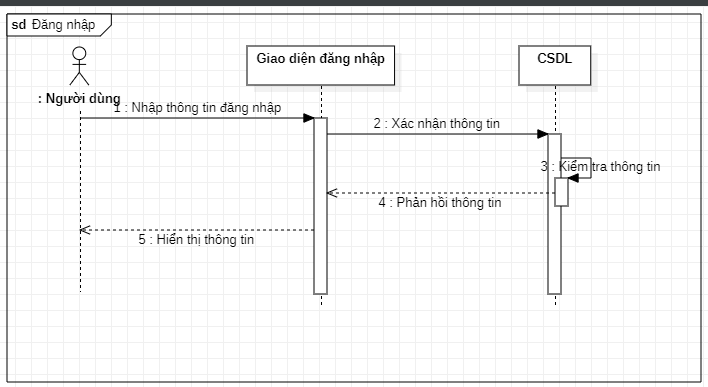 sd Đăng nhập
Giao diện đăng nhập
CSDL
: Người dùng
1 : Nhập thông tin đăng nhập
2 : Xác nhận thông tin
3 : Kiểm tra thông tin
4 : Phản hồi thông tin
5 : Hiển thị thông tin